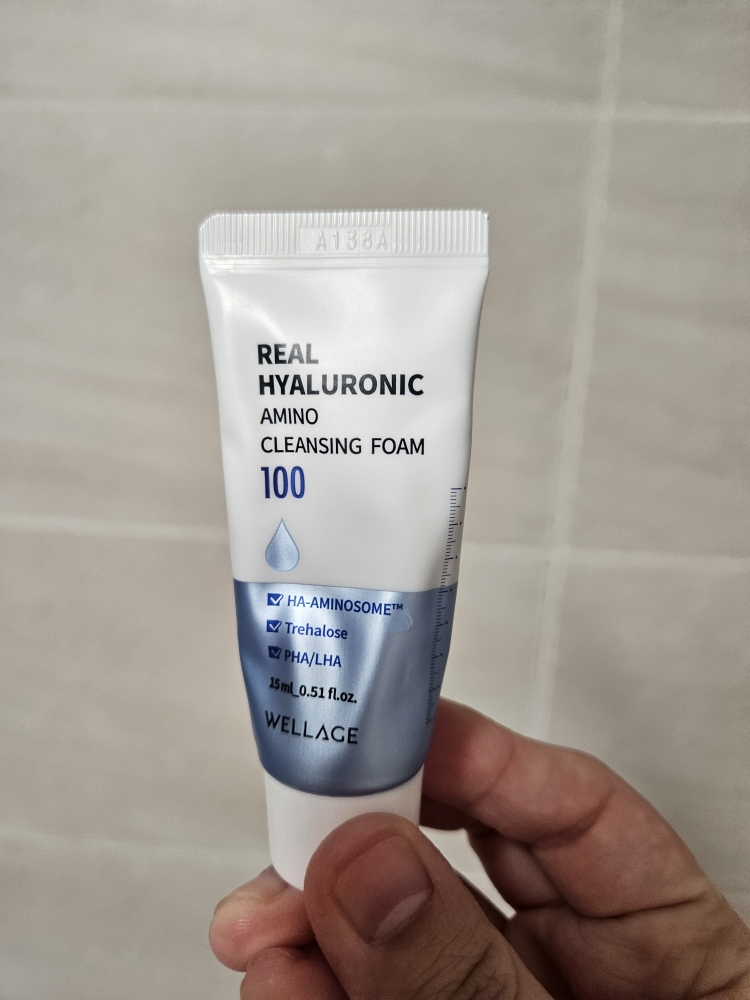 A138A
REAL
HYALURONIC
AMINO
CLEANSING FOAM
100
HA-AMINOSOME™
Trehalose
PHA/LHA
15ml_0.51 fl.oz.
WELLAGE